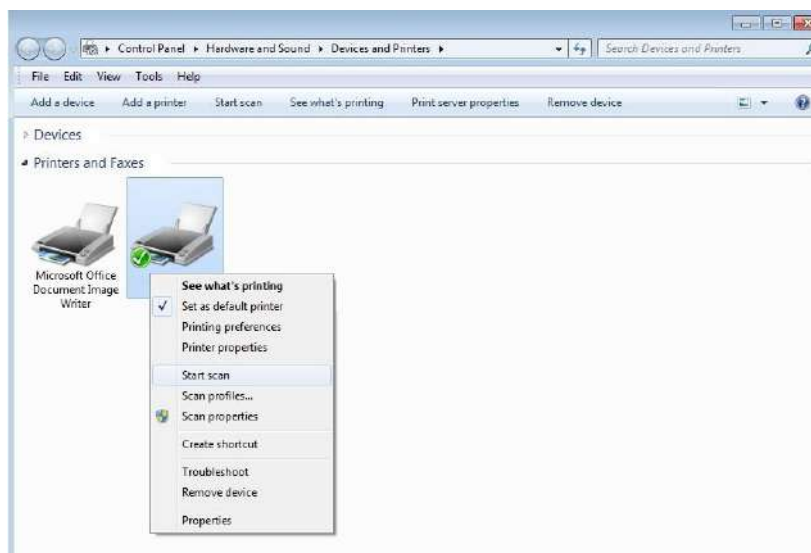 Control Panel ▸ Hardware and Sound ▸ Devices and Printers ▸ Search Devices and Printers
File Edit View Tools Help
Add a device Add a printer Start scan See what's printing Print server properties Remove device
Devices
Printers and Faxes
Microsoft Office
Document Image
Writer
See what's printing
Set as default printer
Printing preferences
Printer properties
Start scan
Scan profiles...
Scan properties
Create shortcut
Troubleshoot
Remove device
Properties